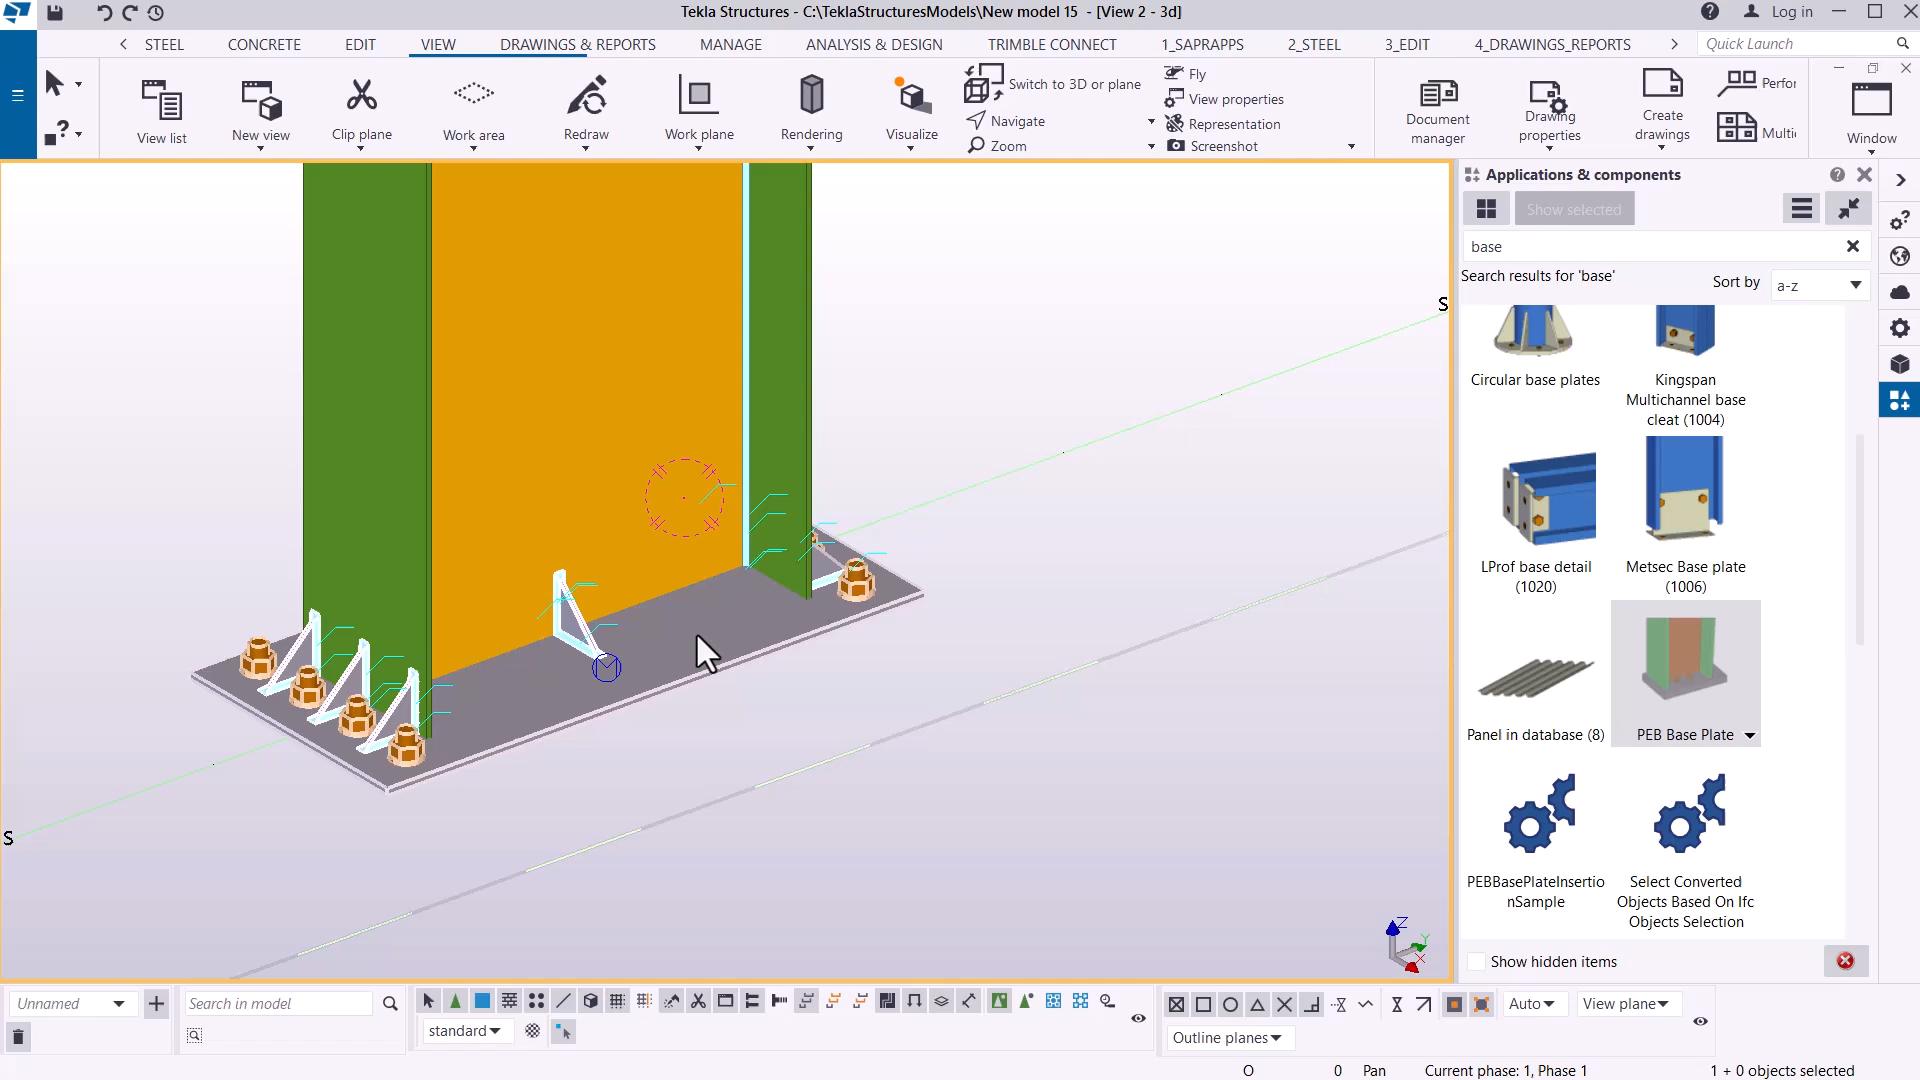 Tekla Structures - C:\TeklaStructuresModels\New model 15 - [View 2 - 3d]
Log in
STEEL
CONCRETE
EDIT
VIEW
DRAWINGS & REPORTS
MANAGE
ANALYSIS & DESIGN
TRIMBLE CONNECT
1_SAPRAPPS
2_STEEL
3_EDIT
4_DRAWINGS_REPORTS
Quick Launch
View list
New view
Clip plane
Work area
Redraw
Work plane
Rendering
Visualize
Switch to 3D or plane
Navigate
Zoom
Fly
View properties
Representation
Screenshot
Document
manager
Drawing
properties
Create
drawings
Perfor
Multi
Window
Applications & components
Show selected
base
Search results for 'base'
Sort by
a-z
Circular base plates
Kingspan
Multichannel base
cleat (1004)
LProf base detail
(1020)
Metsec Base plate
(1006)
Panel in database (8)
PEB Base Plate
PEBBasePlateInsertio
nSample
Select Converted
Objects Based On Ifc
Objects Selection
Show hidden items
S
S
Z
Y
X
Unnamed
Search in model
standard
Auto
View plane
Outline planes
O
0
Pan
Current phase: 1, Phase 1
1 + 0 objects selected